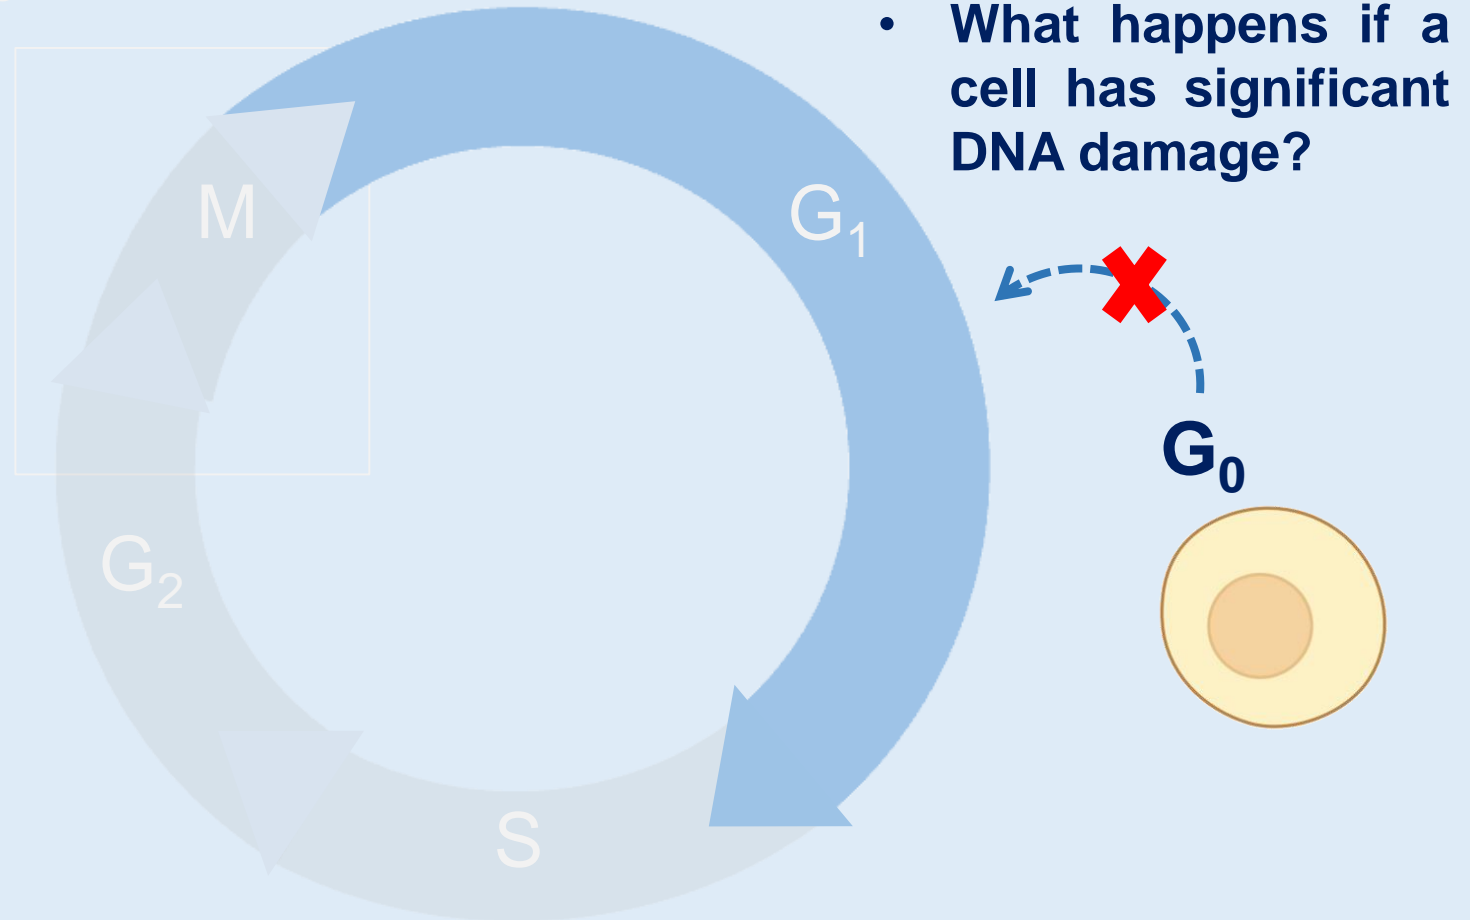 • What happens if a
cell has significant
DNA damage?
M
G₁
G₀
G₂
S